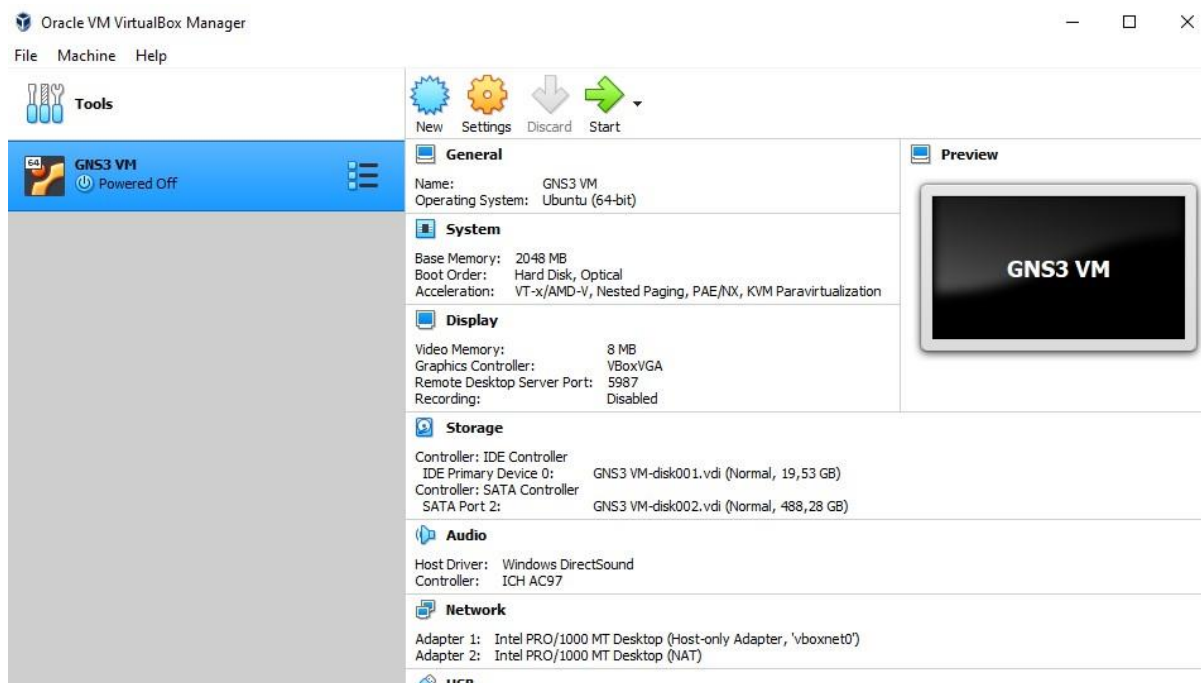 Oracle VM VirtualBox Manager
File Machine Help
Tools
New Settings Discard Start
64
GNS3 VM
Powered Off
General
Name: GNS3 VM
Operating System: Ubuntu (64-bit)
System
Base Memory: 2048 MB
Boot Order: Hard Disk, Optical
Acceleration: VT-x/AMD-V, Nested Paging, PAE/NX, KVM Paravirtualization
Display
Video Memory: 8 MB
Graphics Controller: VBoxVGA
Remote Desktop Server Port: 5987
Recording: Disabled
Storage
Controller: IDE Controller
IDE Primary Device 0: GNS3 VM-disk001.vdi (Normal, 19,53 GB)
Controller: SATA Controller
SATA Port 2: GNS3 VM-disk002.vdi (Normal, 488,28 GB)
Audio
Host Driver: Windows DirectSound
Controller: ICH AC97
Network
Adapter 1: Intel PRO/1000 MT Desktop (Host-only Adapter, 'vboxnet0')
Adapter 2: Intel PRO/1000 MT Desktop (NAT)
USB
Preview
GNS3 VM